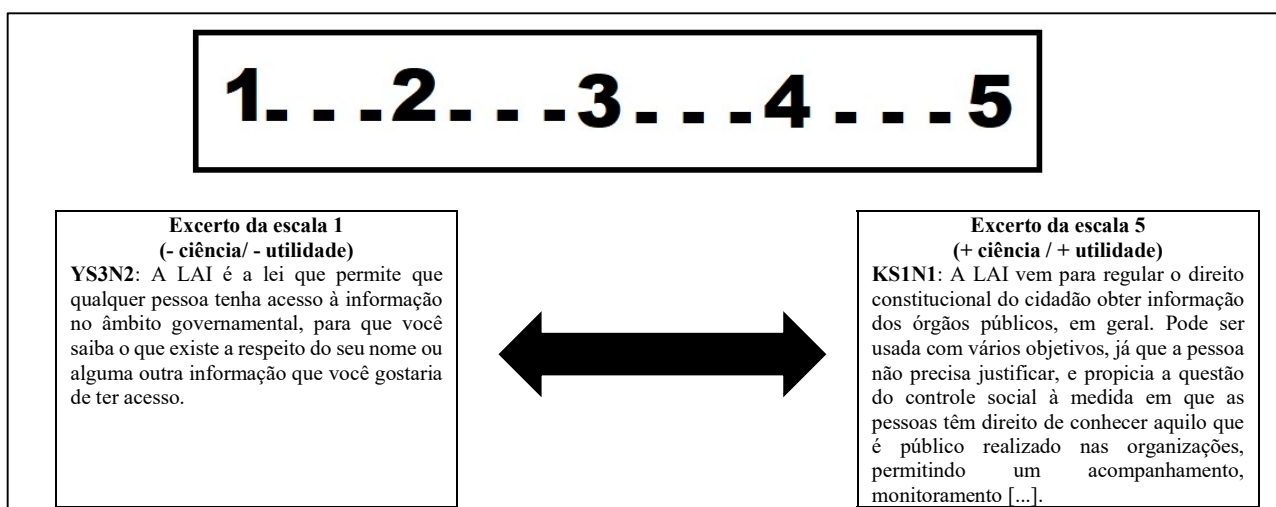 1- - -2- - -3- - -4- - -5
Excerto da escala 1
(- ciência/ - utilidade)
YS3N2: A LAI é a lei que permite que
qualquer pessoa tenha acesso à informação
no âmbito governamental, para que você
saiba o que existe a respeito do seu nome ou
alguma outra informação que você gostaria
de ter acesso.
Excerto da escala 5
(+ ciência / + utilidade)
KS1N1: A LAI vem para regular o direito
constitucional do cidadão obter informação
dos órgãos públicos, em geral. Pode ser
usada com vários objetivos, já que a pessoa
não precisa justificar, e propicia a questão
do controle social à medida em que as
pessoas têm direito de conhecer aquilo que
é público realizado nas organizações,
permitindo um acompanhamento,
monitoramento [...].